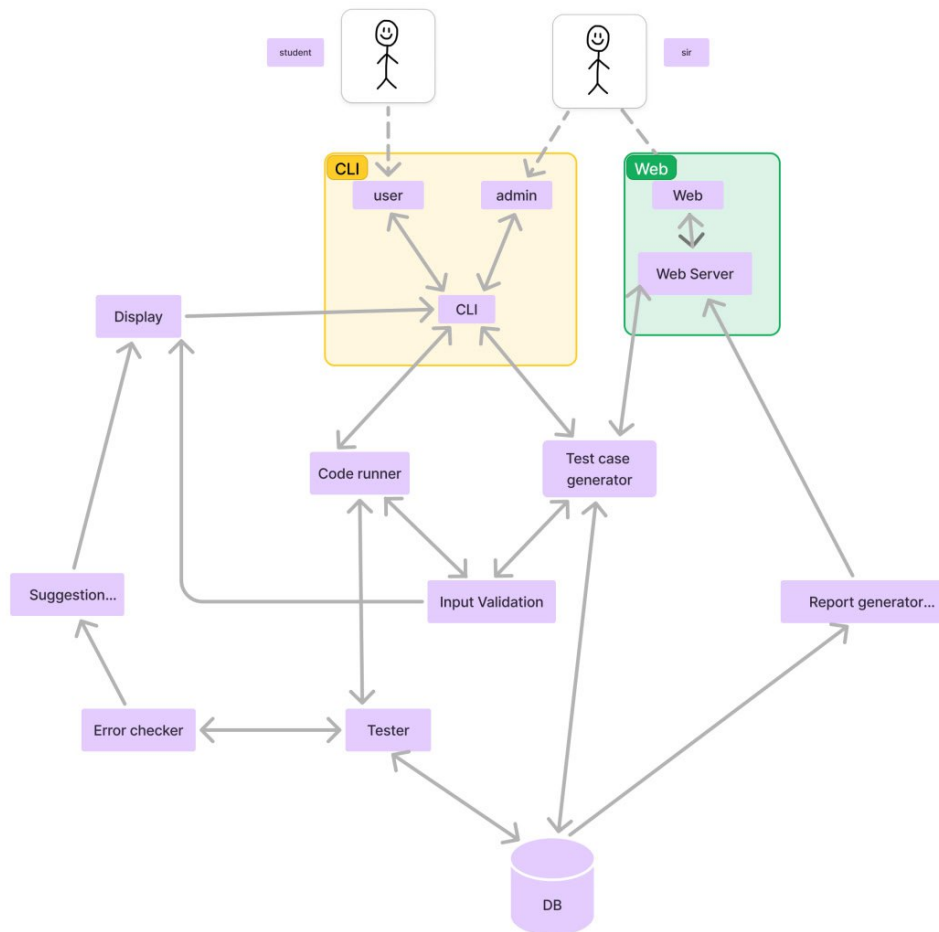 student
sir
CLI
Web
user
admin
Web
Web Server
CLI
Display
Code runner
Test case
generator
Suggestion...
Input Validation
Report generator...
Error checker
Tester
DB